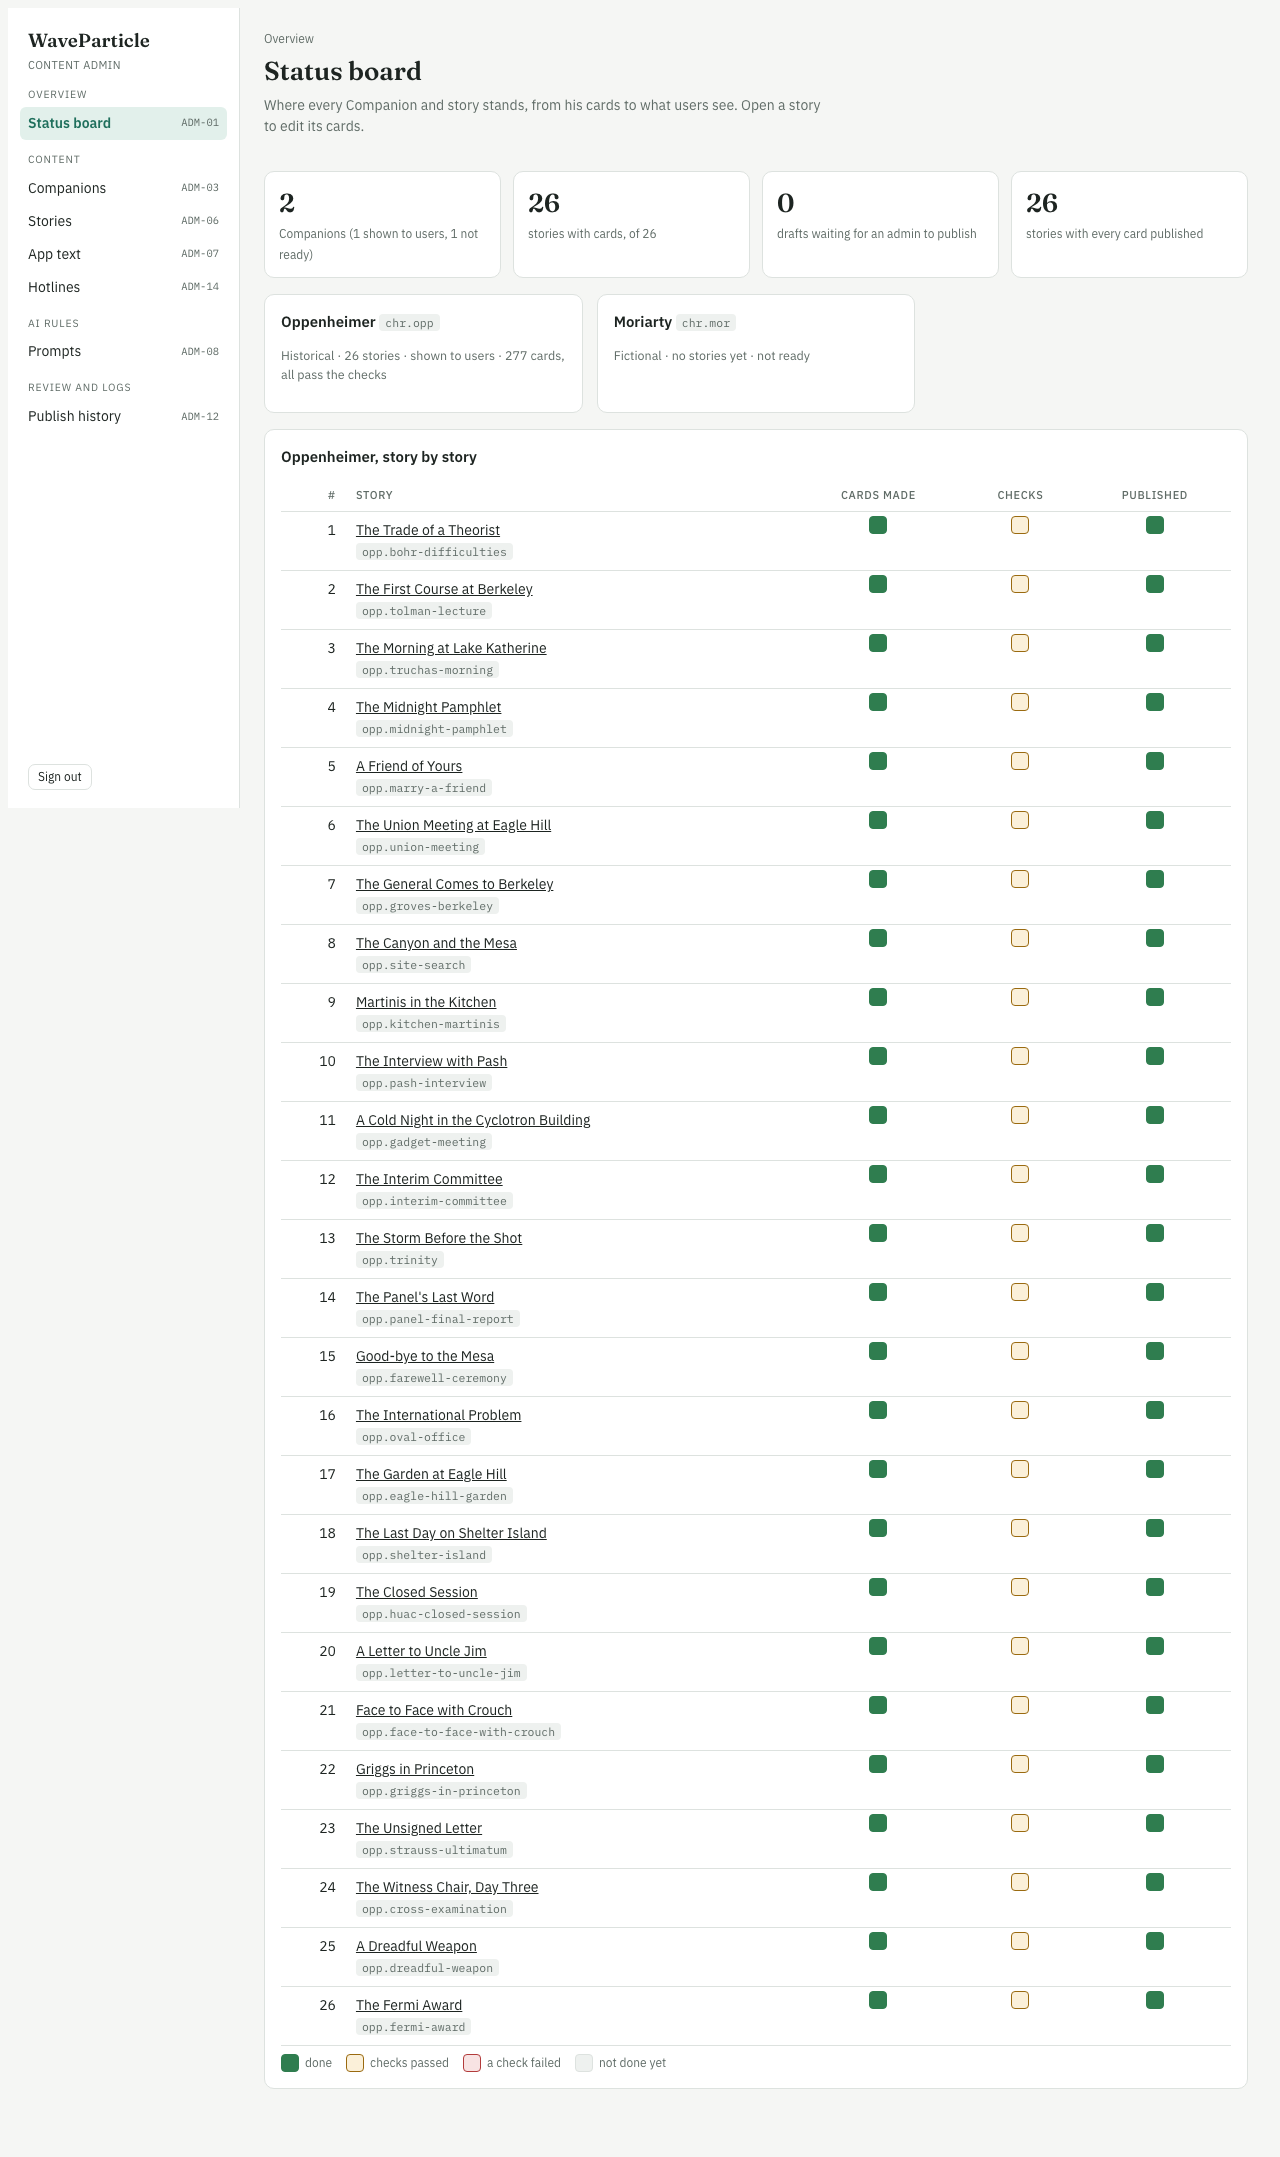 WaveParticle
CONTENT ADMIN
OVERVIEW
Status board ADM-01
CONTENT
Companions ADM-03
Stories ADM-06
App text ADM-07
Hotlines ADM-14
AI RULES
Prompts ADM-08
REVIEW AND LOGS
Publish history ADM-12
Sign out
Overview
Status board
Where every Companion and story stands, from his cards to what users see. Open a story
to edit its cards.
2
Companions (1 shown to users, 1 not
ready)
26
stories with cards, of 26
0
drafts waiting for an admin to publish
26
stories with every card published
Oppenheimer chr.opp
Historical · 26 stories · shown to users · 277 cards,
all pass the checks
Moriarty chr.mor
Fictional · no stories yet · not ready
Oppenheimer, story by story
# STORY CARDS MADE CHECKS PUBLISHED
1 The Trade of a Theorist
opp.bohr-difficulties
2 The First Course at Berkeley
opp.tolman-lecture
3 The Morning at Lake Katherine
opp.truchas-morning
4 The Midnight Pamphlet
opp.midnight-pamphlet
5 A Friend of Yours
opp.marry-a-friend
6 The Union Meeting at Eagle Hill
opp.union-meeting
7 The General Comes to Berkeley
opp.groves-berkeley
8 The Canyon and the Mesa
opp.site-search
9 Martinis in the Kitchen
opp.kitchen-martinis
10 The Interview with Pash
opp.pash-interview
11 A Cold Night in the Cyclotron Building
opp.gadget-meeting
12 The Interim Committee
opp.interim-committee
13 The Storm Before the Shot
opp.trinity
14 The Panel's Last Word
opp.panel-final-report
15 Good-bye to the Mesa
opp.farewell-ceremony
16 The International Problem
opp.oval-office
17 The Garden at Eagle Hill
opp.eagle-hill-garden
18 The Last Day on Shelter Island
opp.shelter-island
19 The Closed Session
opp.huac-closed-session
20 A Letter to Uncle Jim
opp.letter-to-uncle-jim
21 Face to Face with Crouch
opp.face-to-face-with-crouch
22 Griggs in Princeton
opp.griggs-in-princeton
23 The Unsigned Letter
opp.strauss-ultimatum
24 The Witness Chair, Day Three
opp.cross-examination
25 A Dreadful Weapon
opp.dreadful-weapon
26 The Fermi Award
opp.fermi-award
done checks passed a check failed not done yet